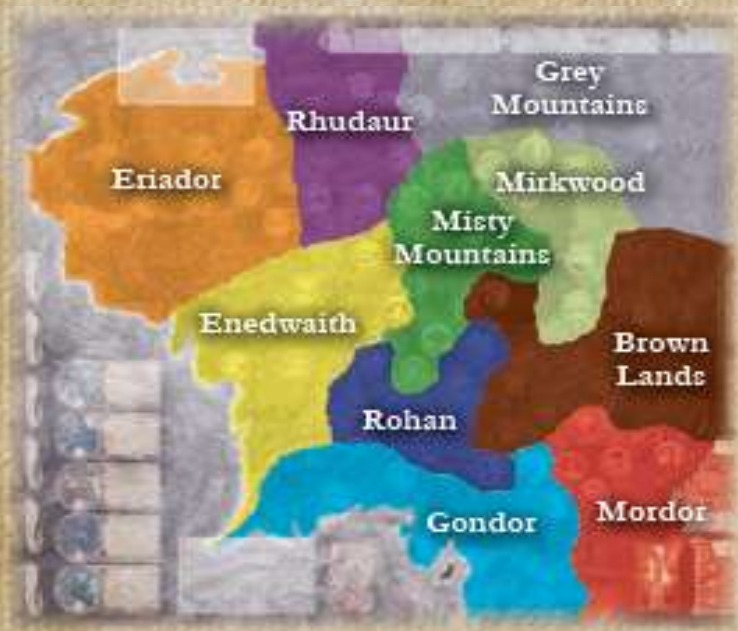 Grey
Mountains
Rhudaur
Eriador
Mirkwood
Misty
Mountains
Enedwaith
Brown
Lands
Rohan
Gondor
Mordor